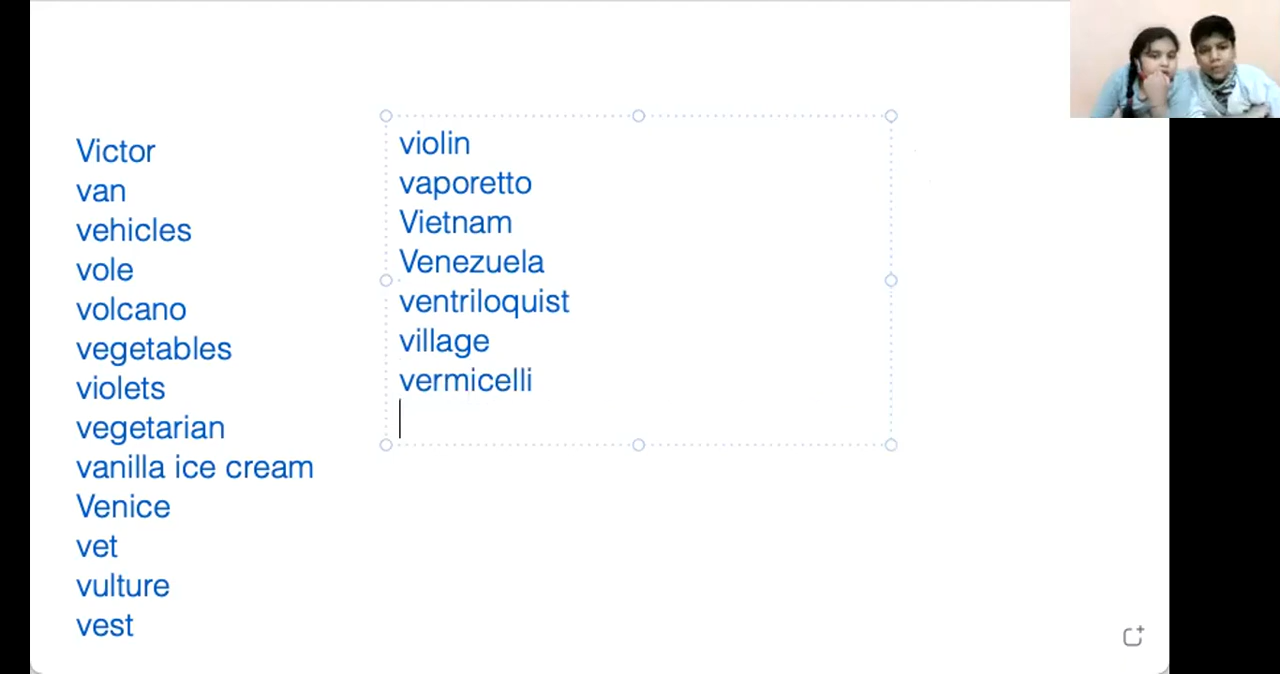 Victor
van
vehicles
vole
volcano
vegetables
violets
vegetarian
vanilla ice cream
Venice
vet
vulture
vest
violin
vaporetto
Vietnam
Venezuela
ventriloquist
village
vermicelli